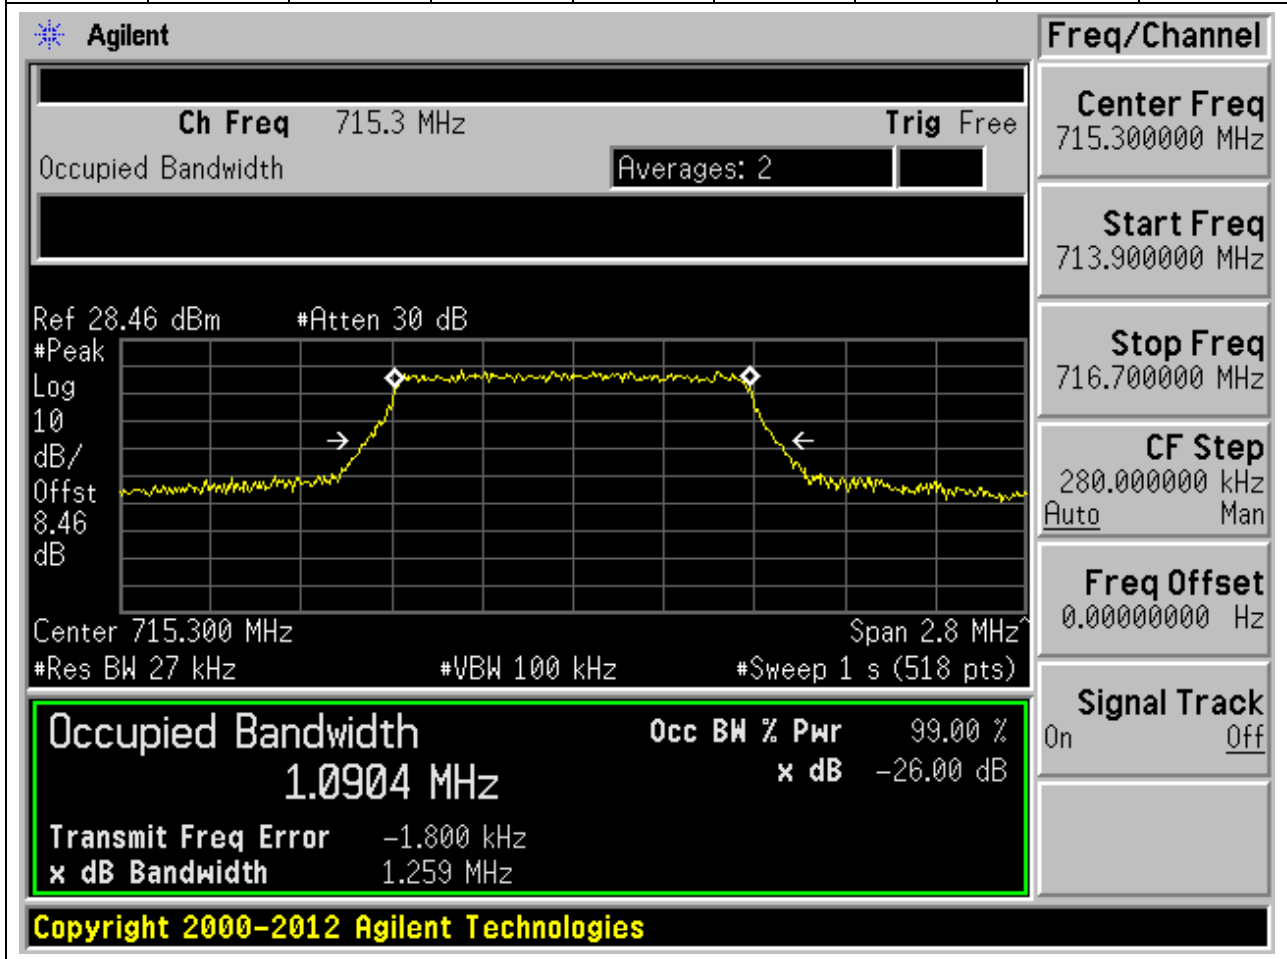 Agilent
Freq/Channel
Ch Freq 715.3 MHz Trig Free
Occupied Bandwidth Averages: 2
Center Freq
715.300000 MHz
Start Freq
713.900000 MHz
Stop Freq
716.700000 MHz
CF Step
280.000000 kHz
Auto Man
Freq Offset
0.00000000 Hz
Signal Track
On Off
Ref 28.46 dBm #Atten 30 dB
#Peak
Log
10
dB/
Offst
8.46
dB
Center 715.300 MHz Span 2.8 MHz^
#Res BW 27 kHz #VBW 100 kHz #Sweep 1 s (518 pts)
Occupied Bandwidth Occ BW % Pwr 99.00 %
1.0904 MHz x dB -26.00 dB
Transmit Freq Error -1.800 kHz
x dB Bandwidth 1.259 MHz
Copyright 2000-2012 Agilent Technologies